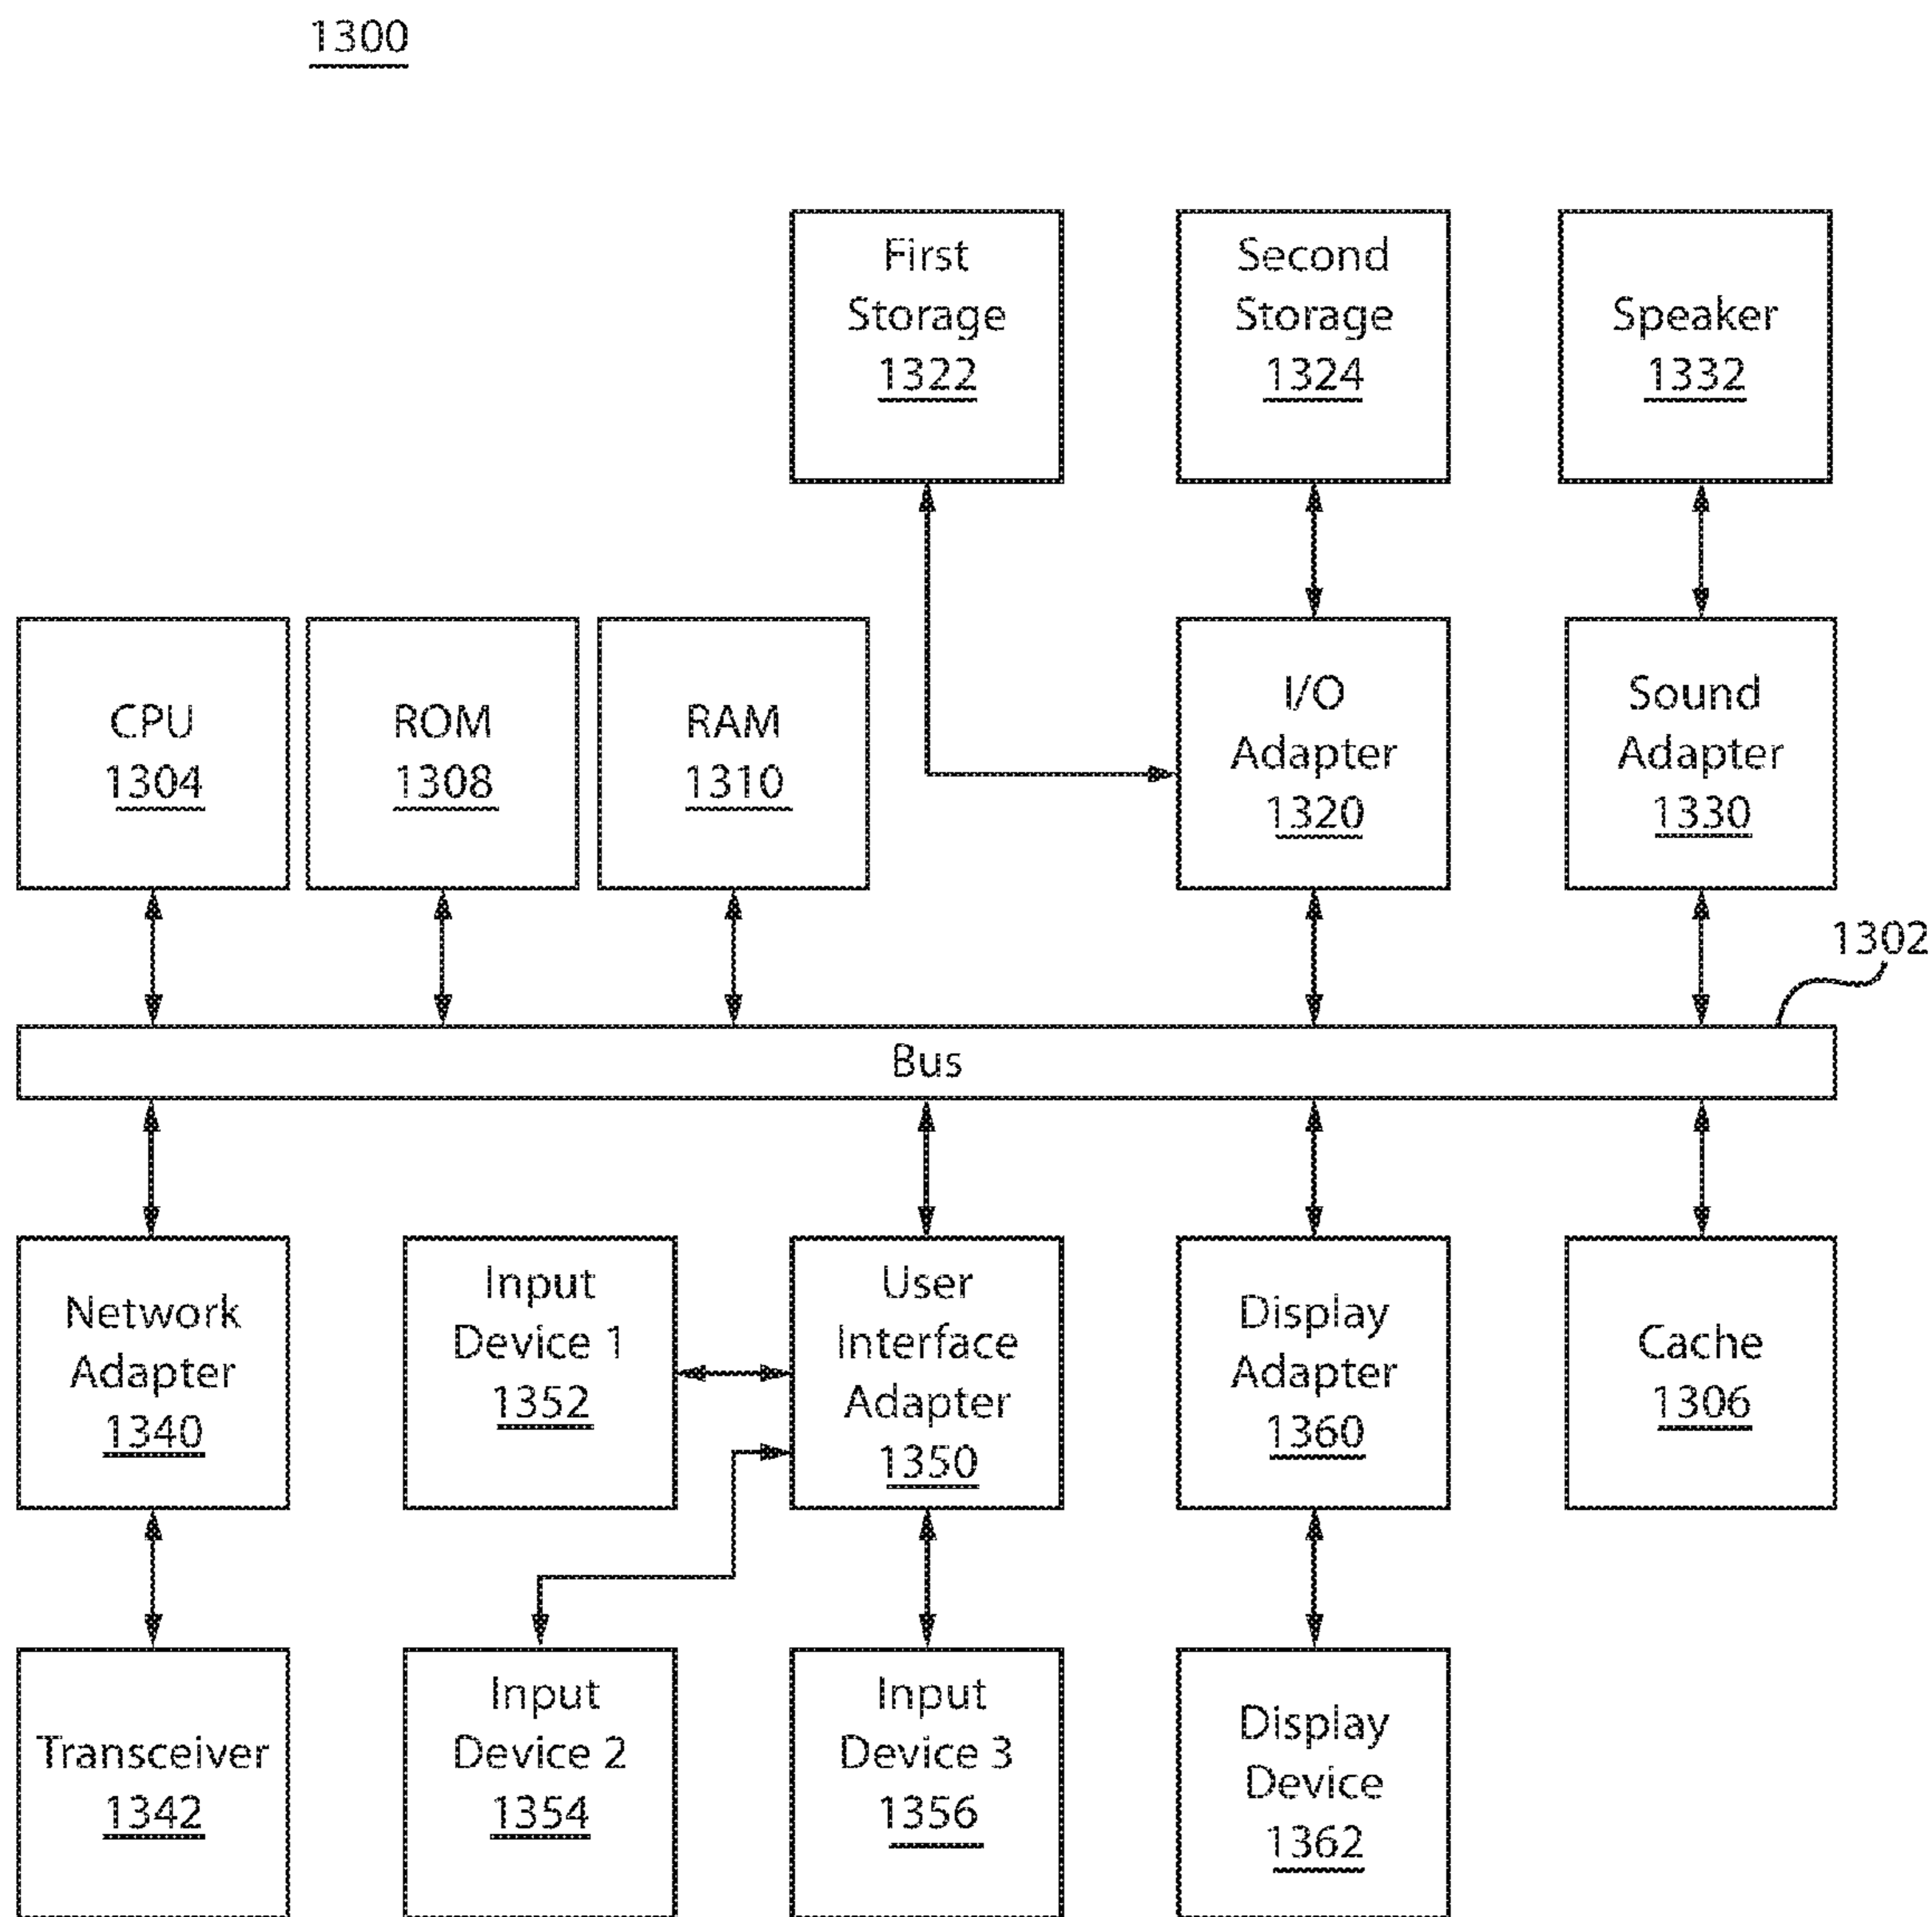 1300
First
Storage
1322
Second
Storage
1324
Speaker
1332
CPU
1304
ROM
1308
RAM
1310
I/O
Adapter
1320
Sound
Adapter
1330
1302
Bus
Network
Adapter
1340
Input
Device 1
1352
User
Interface
Adapter
1350
Display
Adapter
1360
Cache
1306
Transceiver
1342
Input
Device 2
1354
Input
Device 3
1356
Display
Device
1362